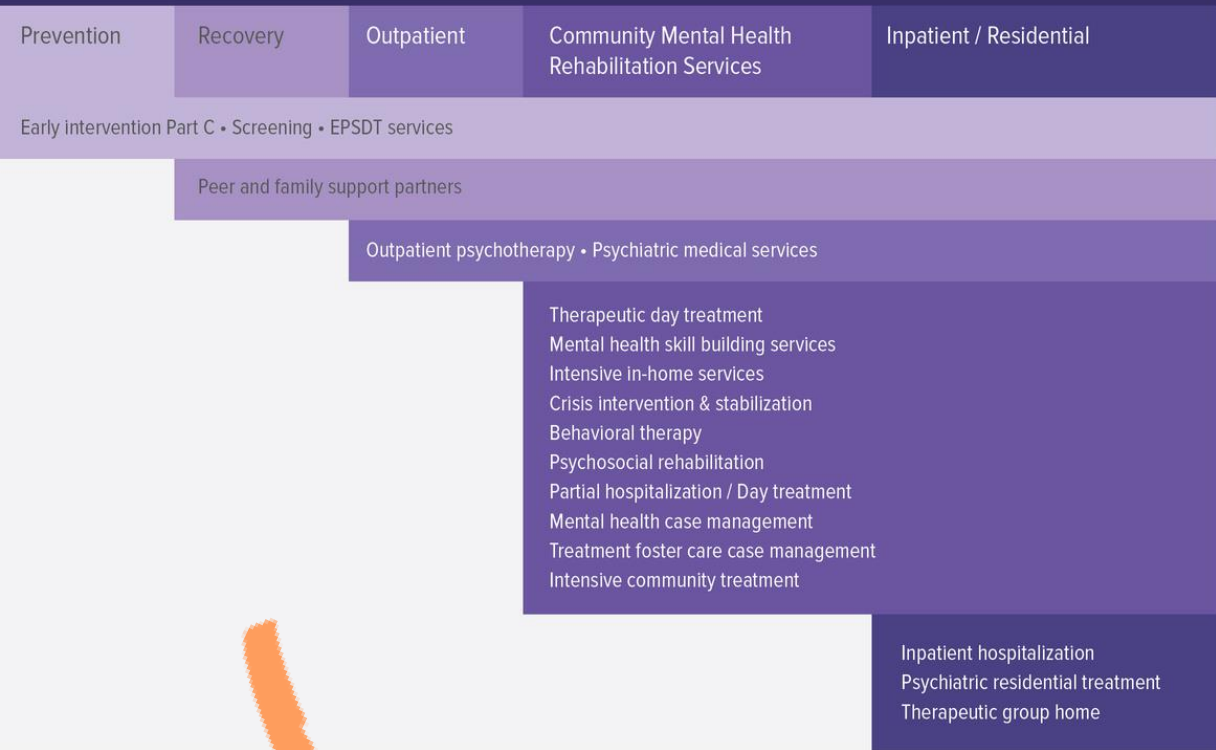 Prevention
Recovery
Outpatient
Community Mental Health
Rehabilitation Services
Inpatient / Residential
Early intervention Part C • Screening • EPSDT services
Peer and family support partners
Outpatient psychotherapy • Psychiatric medical services
Therapeutic day treatment
Mental health skill building services
Intensive in-home services
Crisis intervention & stabilization
Behavioral therapy
Psychosocial rehabilitation
Partial hospitalization / Day treatment
Mental health case management
Treatment foster care case management
Intensive community treatment
Inpatient hospitalization
Psychiatric residential treatment
Therapeutic group home